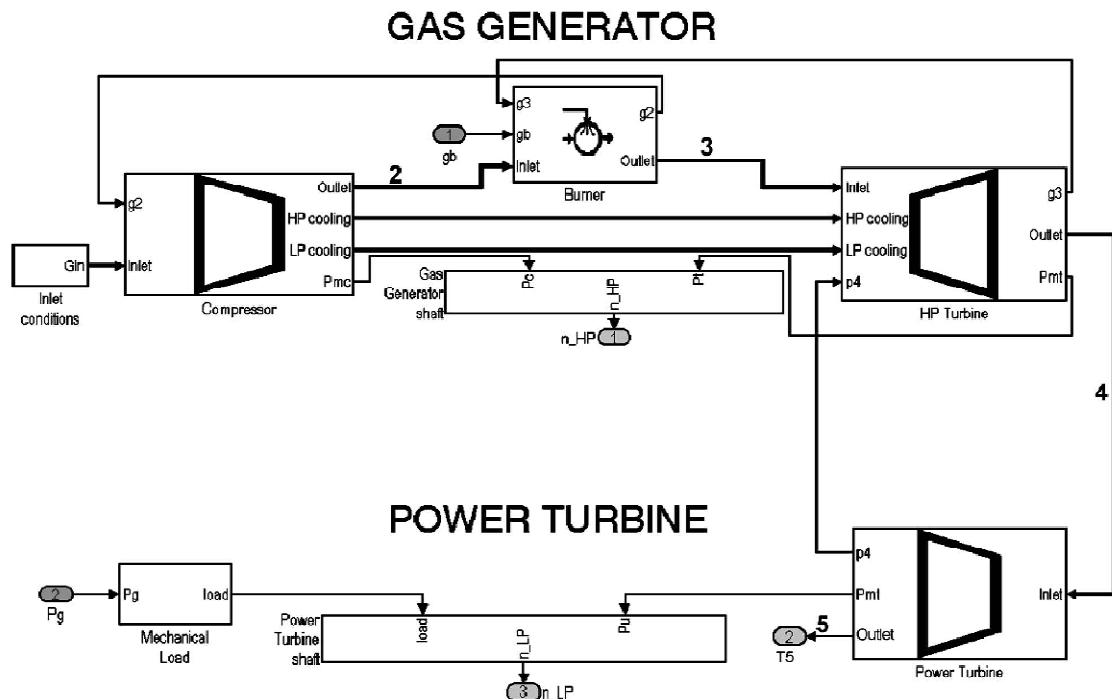 GAS GENERATOR
g3
gb
Inlet
g2
Outlet
Burner
1
gb
2
3
g2
Inlet
Outlet
HP cooling
LP cooling
Pmc
Compressor
Gin
Inlet
conditions
Inlet
HP cooling
LP cooling
p4
g3
Outlet
Pmt
HP Turbine
Gas
Generator
shaft
Pc
n_HP
Pt
n_HP
1
4
POWER TURBINE
p4
Pmt
Outlet
Inlet
Power Turbine
5
2
T5
2
Pg
Pg
load
Mechanical
Load
Power
Turbine
shaft
load
n_LP
Pu
3
n_LP